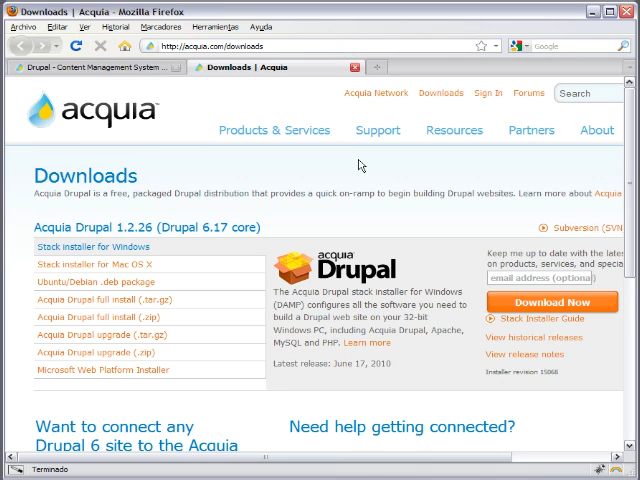 Downloads | Acquia - Mozilla Firefox
Archivo Editar Ver Historial Marcadores Herramientas Ayuda
http://acquia.com/downloads
Google
Drupal - Content Management System ...
Downloads | Acquia
Acquia Network Downloads Sign In Forums Search
acquia
Products & Services Support Resources Partners About
Downloads
Acquia Drupal is a free, packaged Drupal distribution that provides a quick on-ramp to begin building Drupal websites. Learn more about Acquia
Acquia Drupal 1.2.26 (Drupal 6.17 core)
Subversion (SVN
Stack installer for Windows
Stack installer for Mac OS X
Ubuntu/Debian .deb package
Acquia Drupal full install (.tar.gz)
Acquia Drupal full install (.zip)
Acquia Drupal upgrade (.tar.gz)
Acquia Drupal upgrade (.zip)
Microsoft Web Platform Installer
acquia
Drupal
The Acquia Drupal stack installer for Windows
(DAMP) configures all the software you need to
build a Drupal web site on your 32-bit
Windows PC, including Acquia Drupal, Apache,
MySQL and PHP. Learn more
Latest release: June 17, 2010
Keep me up to date with the lates
on products, services, and specia
email address (optional)
Download Now
Stack Installer Guide
View historical releases
View release notes
Installer revision 15068
Want to connect any
Drupal 6 site to the Acquia
Need help getting connected?
Terminado